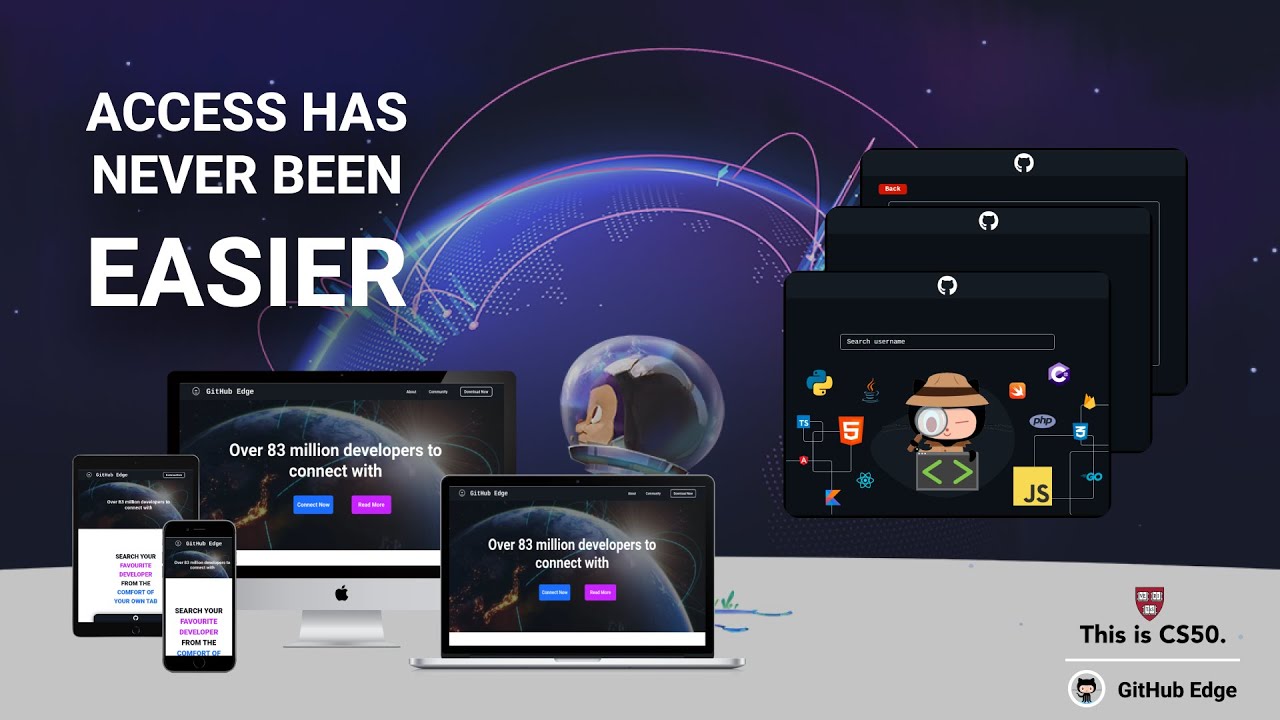 ACCESS HAS
NEVER BEEN
EASIER
GitHub Edge
About
Community
Download Now
Over 83 million developers to
connect with
Connect Now
Read More
GitHub Edge
Over 83 million developers to
connect with
SEARCH YOUR
FAVOURITE
DEVELOPER
FROM THE
COMFORT OF
YOUR OWN TAB
GitHub Edge
Over 83 million developers to
connect with
SEARCH YOUR
FAVOURITE
DEVELOPER
FROM THE
COMFORT OF
GitHub Edge
About
Community
Download Now
Over 83 million developers to
connect with
Connect Now
Read More
Back
Search username
TS
5
A
C#
php
3
GO
JS
This is CS50.
GitHub Edge